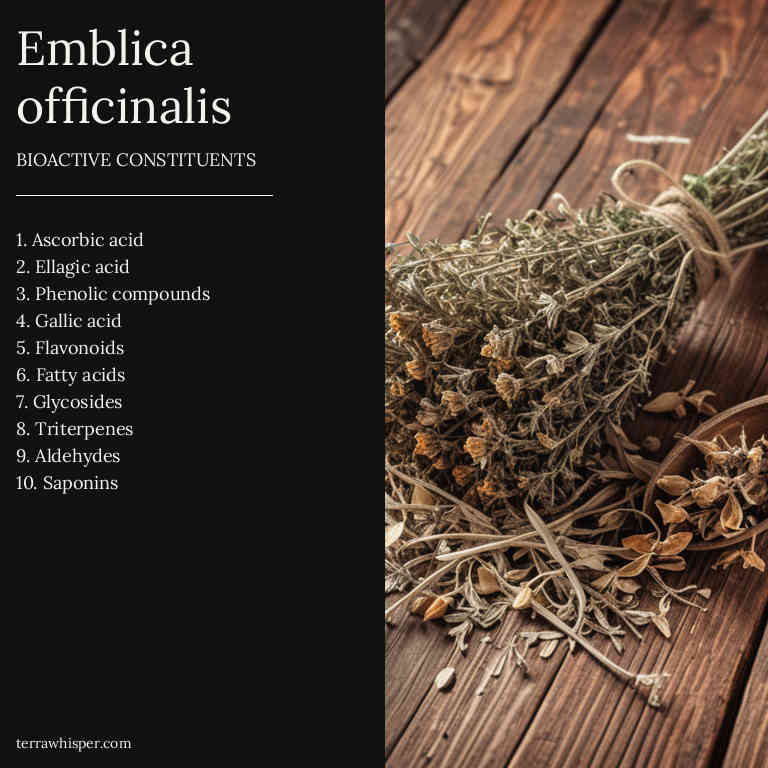 Emblica
officinalis
BIOACTIVE CONSTITUENTS
1. Ascorbic acid
2. Ellagic acid
3. Phenolic compounds
4. Gallic acid
5. Flavonoids
6. Fatty acids
7. Glycosides
8. Triterpenes
9. Aldehydes
10. Saponins
terrawhisper.com